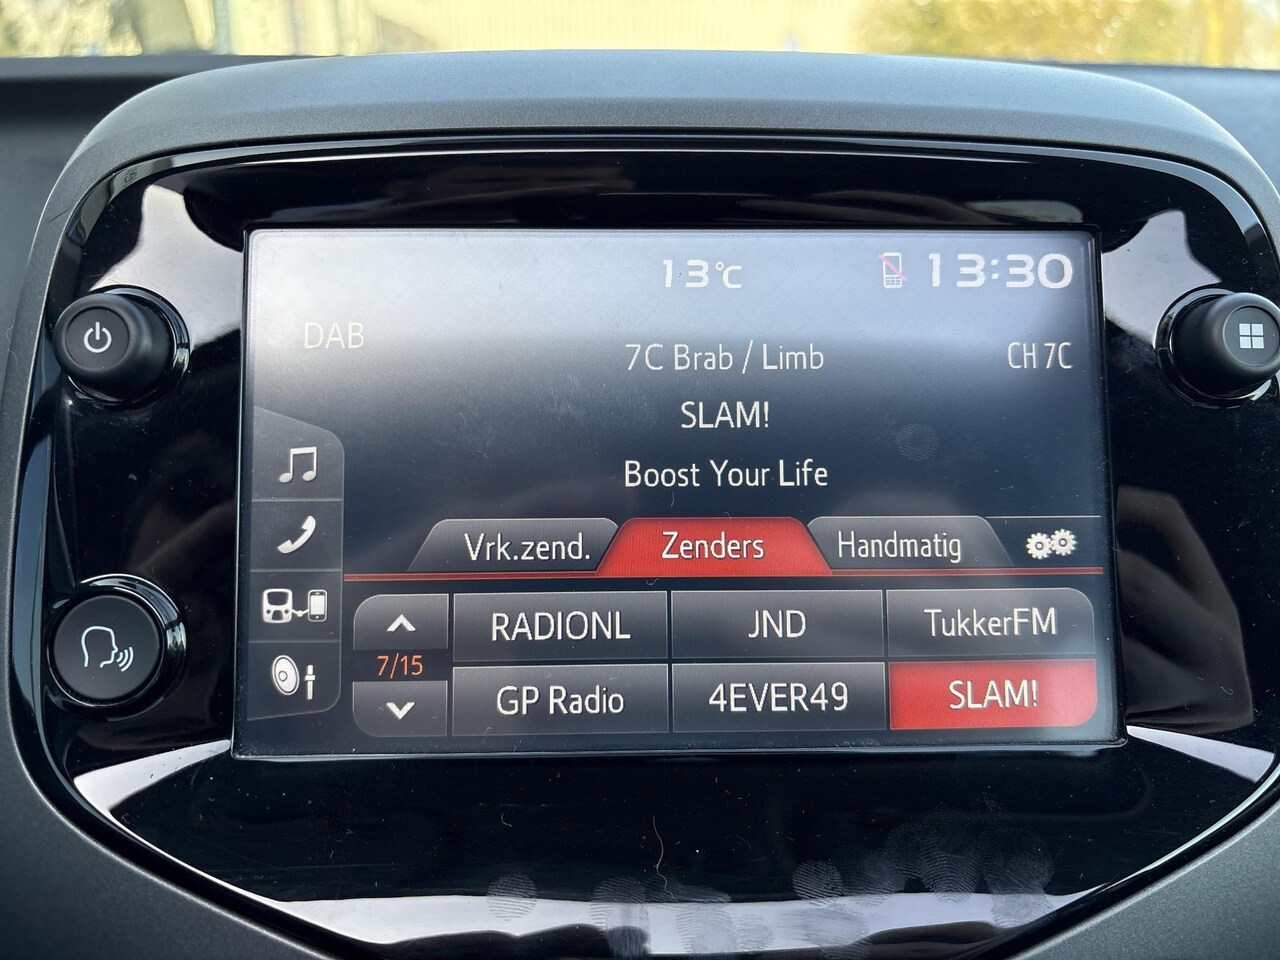 13°C
13:30
DAB
7C Brab / Limb
CH 7C
SLAM!
Boost Your Life
Vrk.zend.
Zenders
Handmatig
7/15
RADIONL
JND
TukkerFM
GP Radio
4EVER49
SLAM!